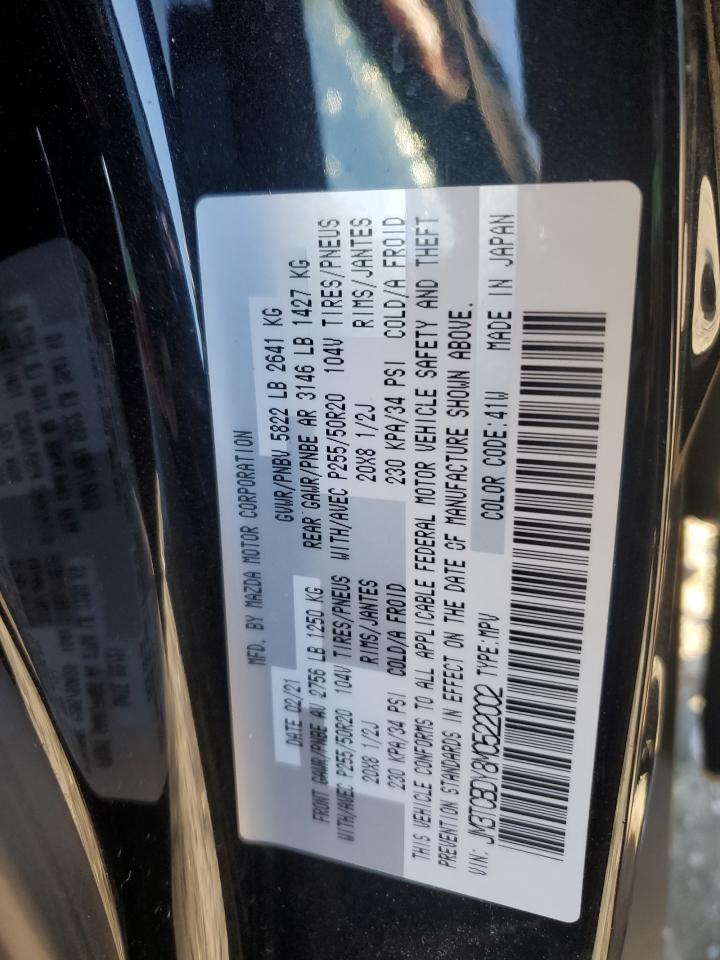 MFD. BY MAZDA MOTOR CORPORATION
DATE 02/21 GVWR/PNBV 5822 LB 2641 KG
FRONT GAWR/PNBE AV 2756 LB 1250 KG REAR GAWR/PNBE AR 3146 LB 1427 KG
WITH/AVEC P255/50R20 104V TIRES/PNEUS WITH/AVEC P255/50R20 104V TIRES/PNEUS
20X8 1/2J RIMS/JANTES 20X8 1/2J RIMS/JANTES
230 KPA/34 PSI COLD/A FROID 230 KPA/34 PSI COLD/A FROID
THIS VEHICLE CONFORMS TO ALL APPLICABLE FEDERAL MOTOR VEHICLE SAFETY AND THEFT
PREVENTION STANDARDS IN EFFECT ON THE DATE OF MANUFACTURE SHOWN ABOVE.
VIN: JM3TCBDY8M0522002 TYPE:MPV COLOR CODE:41W MADE IN JAPAN